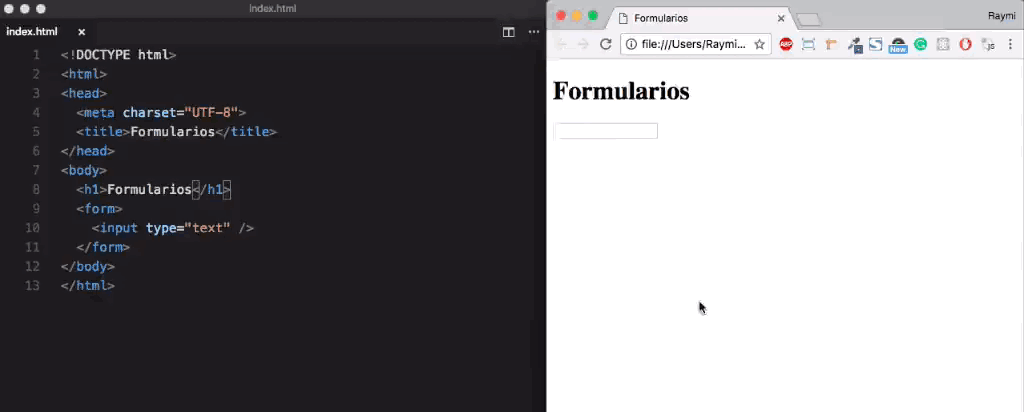 index.html
index.html ×
1 <!DOCTYPE html>
2 <html>
3 <head>
4 <meta charset="UTF-8">
5 <title>Formularios</title>
6 </head>
7 <body>
8 <h1>Formularios</h1>
9 <form>
10 <input type="text" />
11 </form>
12 </body>
13 </html>
Formularios ×
Raymi
file:///Users/Raymi...
ABP
New
js
Formularios